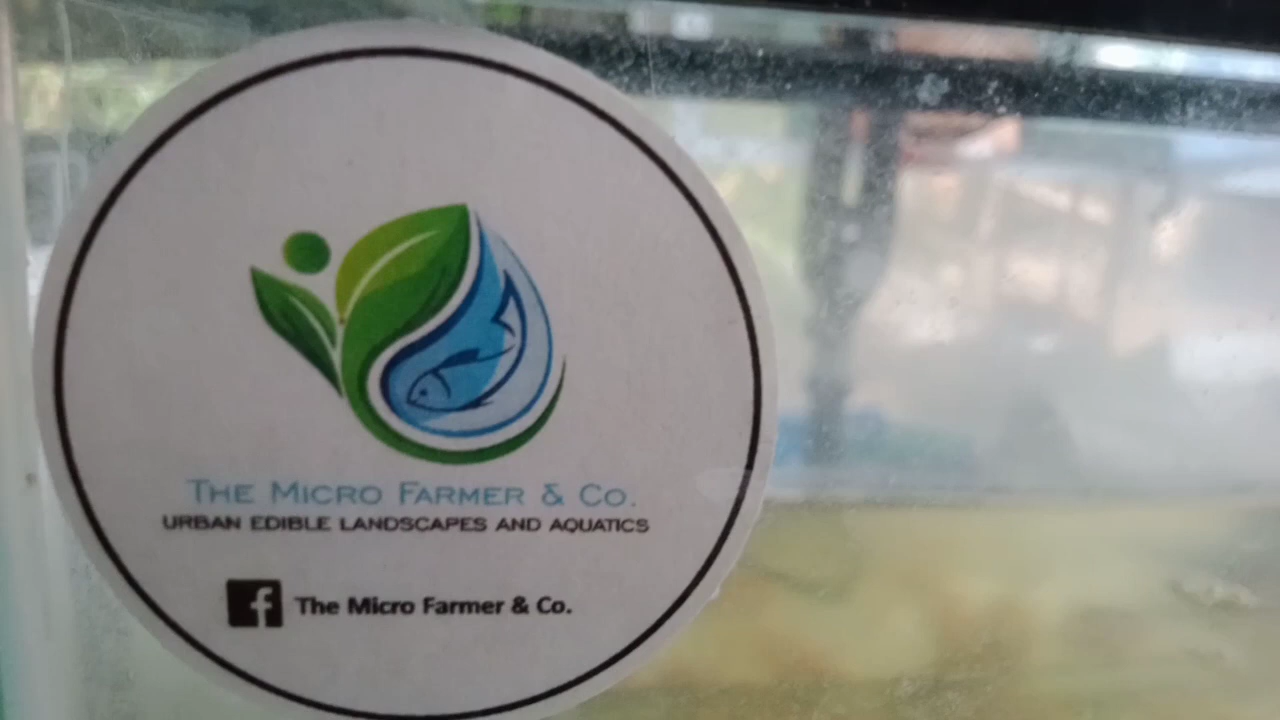 THE MICRO FARMER & CO.
URBAN EDIBLE LANDSCAPES AND AQUATICS
The Micro Farmer & Co.